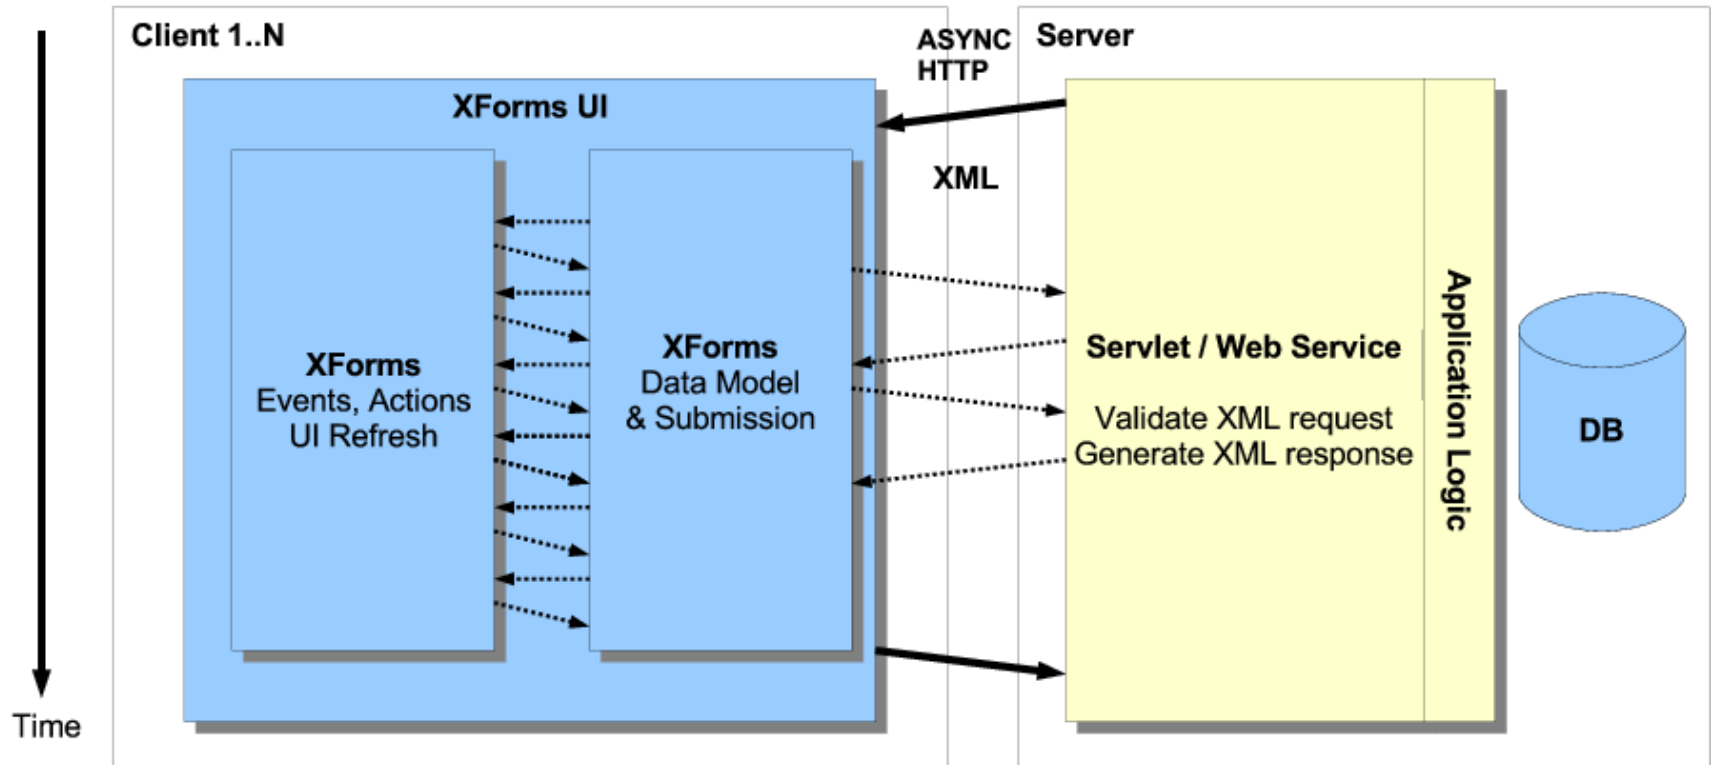 Client 1..N
ASYNC
HTTP
Server
XForms UI
XML
XForms
Events, Actions
UI Refresh
XForms
Data Model
& Submission
Servlet / Web Service
Validate XML request
Generate XML response
Application Logic
DB
Time